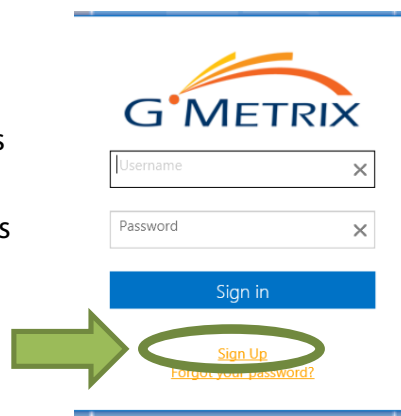 G METRIX
s
Username
s
Password
Sign in
Sign Up
Forgot your password?